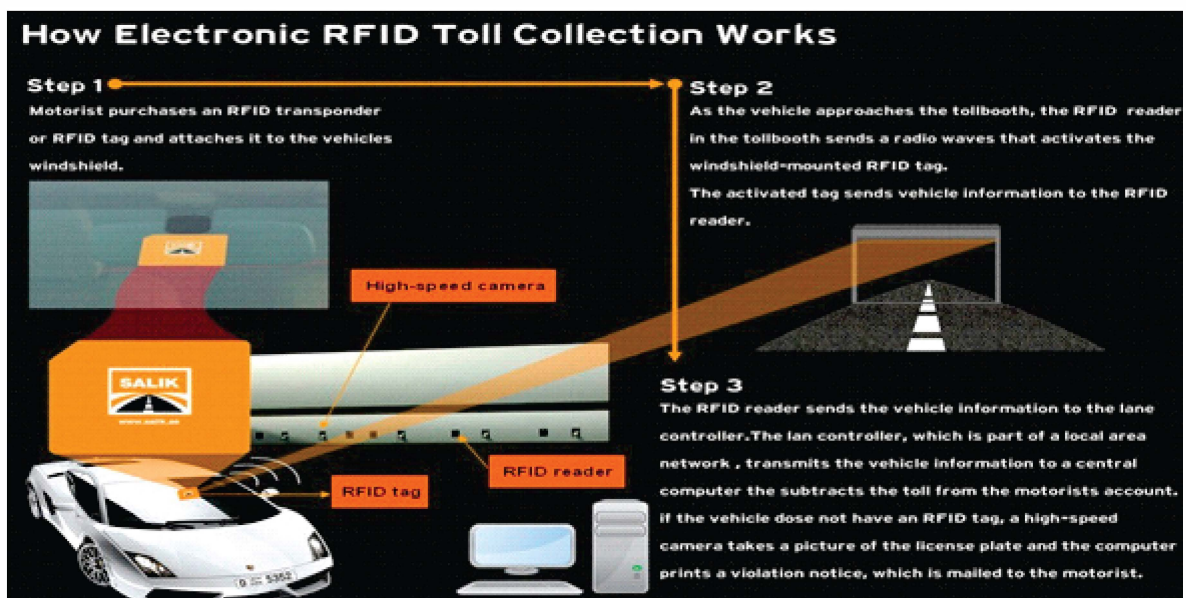 How Electronic RFID Toll Collection Works
Step 1
Motorist purchases an RFID transponder
or RFID tag and attaches it to the vehicles
windshield.
Step 2
As the vehicle approaches the tollbooth, the RFID reader
in the tollbooth sends a radio waves that activates the
windshield-mounted RFID tag.
The activated tag sends vehicle information to the RFID
reader.
High-speed camera
SALIK
www.salik.ae
RFID reader
RFID tag
5352
Step 3
The RFID reader sends the vehicle information to the lane
controller.The lan controller, which is part of a local area
network , transmits the vehicle information to a central
computer the subtracts the toll from the motorists account.
if the vehicle dose not have an RFID tag, a high-speed
camera takes a picture of the license plate and the computer
prints a violation notice, which is mailed to the motorist.